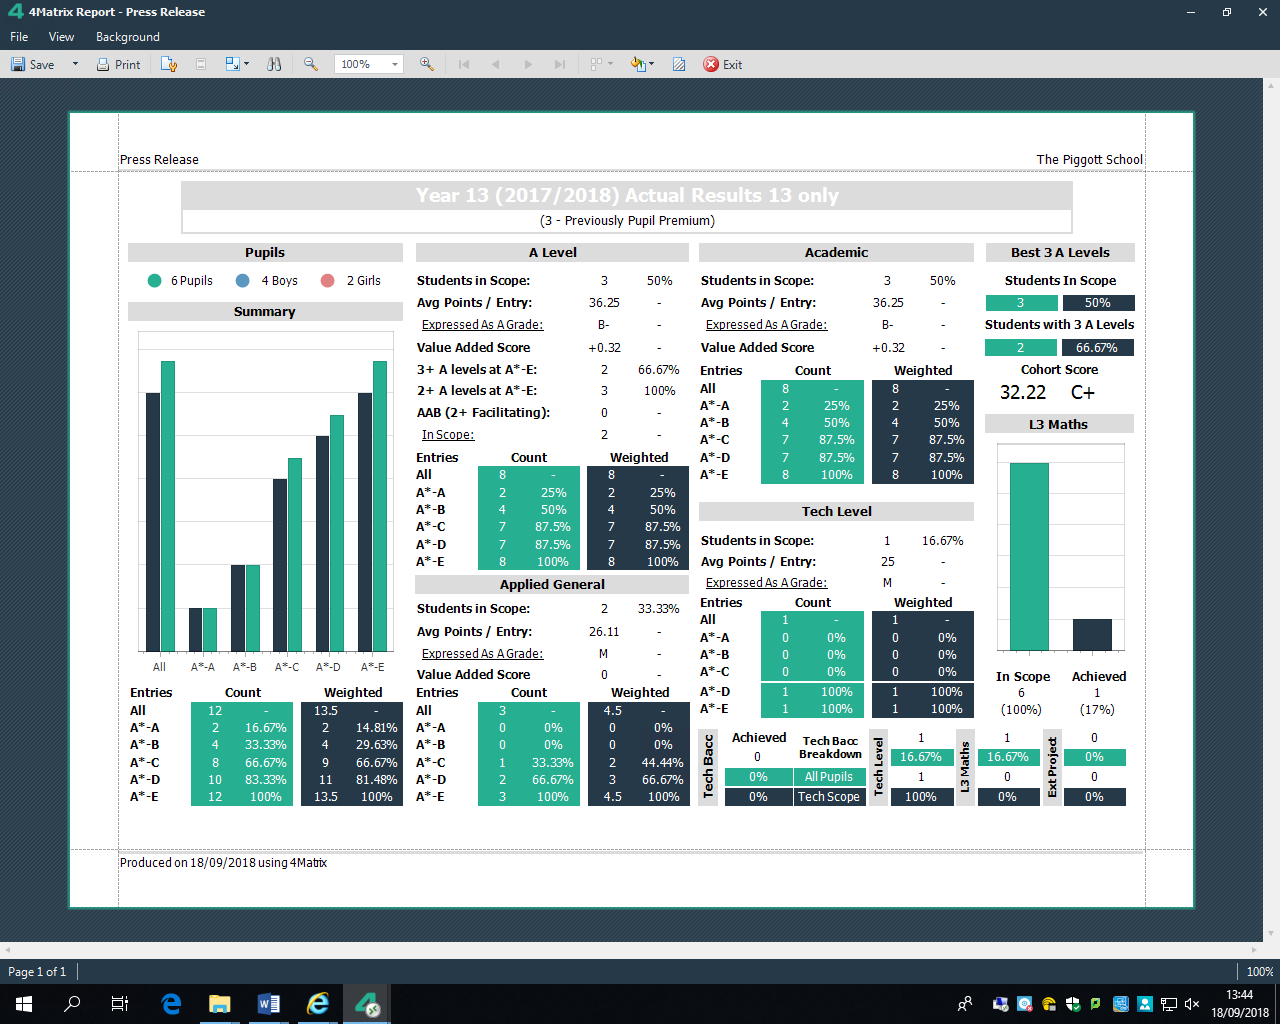 4Matrix Report - Press Release
File View Background
Save Print 100% Exit
Press Release The Piggott School
Year 13 (2017/2018) Actual Results 13 only
(3 - Previously Pupil Premium)
Pupils
6 Pupils 4 Boys 2 Girls
Summary
All A*-A A*-B A*-C A*-D A*-E
Entries Count Weighted
All 12 - 13.5 -
A*-A 2 16.67% 2 14.81%
A*-B 4 33.33% 4 29.63%
A*-C 8 66.67% 9 66.67%
A*-D 10 83.33% 11 81.48%
A*-E 12 100% 13.5 100%
A Level
Students in Scope: 3 50%
Avg Points / Entry: 36.25 -
Expressed As A Grade: B- -
Value Added Score +0.32 -
3+ A levels at A*-E: 2 66.67%
2+ A levels at A*-E: 3 100%
AAB (2+ Facilitating): 0 -
In Scope: 2 -
Entries Count Weighted
All 8 - 8 -
A*-A 2 25% 2 25%
A*-B 4 50% 4 50%
A*-C 7 87.5% 7 87.5%
A*-D 7 87.5% 7 87.5%
A*-E 8 100% 8 100%
Applied General
Students in Scope: 2 33.33%
Avg Points / Entry: 26.11 -
Expressed As A Grade: M -
Value Added Score 0 -
Entries Count Weighted
All 3 - 4.5 -
A*-A 0 0% 0 0%
A*-B 0 0% 0 0%
A*-C 1 33.33% 2 44.44%
A*-D 2 66.67% 3 66.67%
A*-E 3 100% 4.5 100%
Academic
Students in Scope: 3 50%
Avg Points / Entry: 36.25 -
Expressed As A Grade: B- -
Value Added Score +0.32 -
Entries Count Weighted
All 8 - 8 -
A*-A 2 25% 2 25%
A*-B 4 50% 4 50%
A*-C 7 87.5% 7 87.5%
A*-D 7 87.5% 7 87.5%
A*-E 8 100% 8 100%
Tech Level
Students in Scope: 1 16.67%
Avg Points / Entry: 25 -
Expressed As A Grade: M -
Entries Count Weighted
All 1 - 1 -
A*-A 0 0% 0 0%
A*-B 0 0% 0 0%
A*-C 0 0% 0 0%
A*-D 1 100% 1 100%
A*-E 1 100% 1 100%
Best 3 A Levels
Students In Scope
3 50%
Students with 3 A Levels
2 66.67%
Cohort Score
32.22 C+
L3 Maths
In Scope Achieved
6 1
(100%) (17%)
Tech Bacc
Achieved Tech Bacc Breakdown
0
0% All Pupils
0% Tech Scope
Tech Level
1
16.67%
1
100%
L3 Maths
1
16.67%
0
0%
Ext Project
0
0%
0
0%
Produced on 18/09/2018 using 4Matrix
Page 1 of 1 100%
13:44
18/09/2018